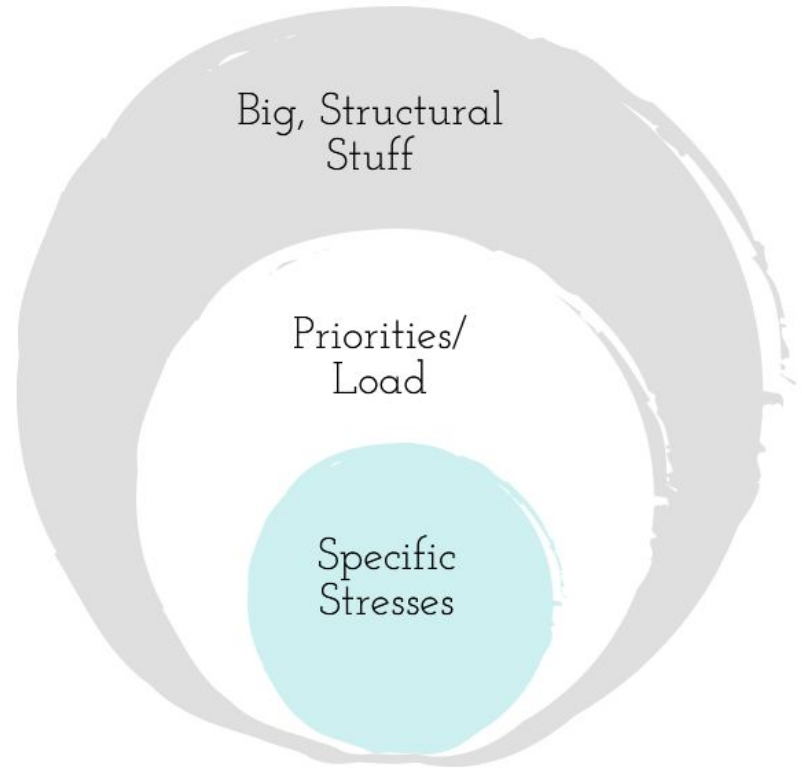 Big, Structural
Stuff
Priorities/
Load
Specific
Stresses